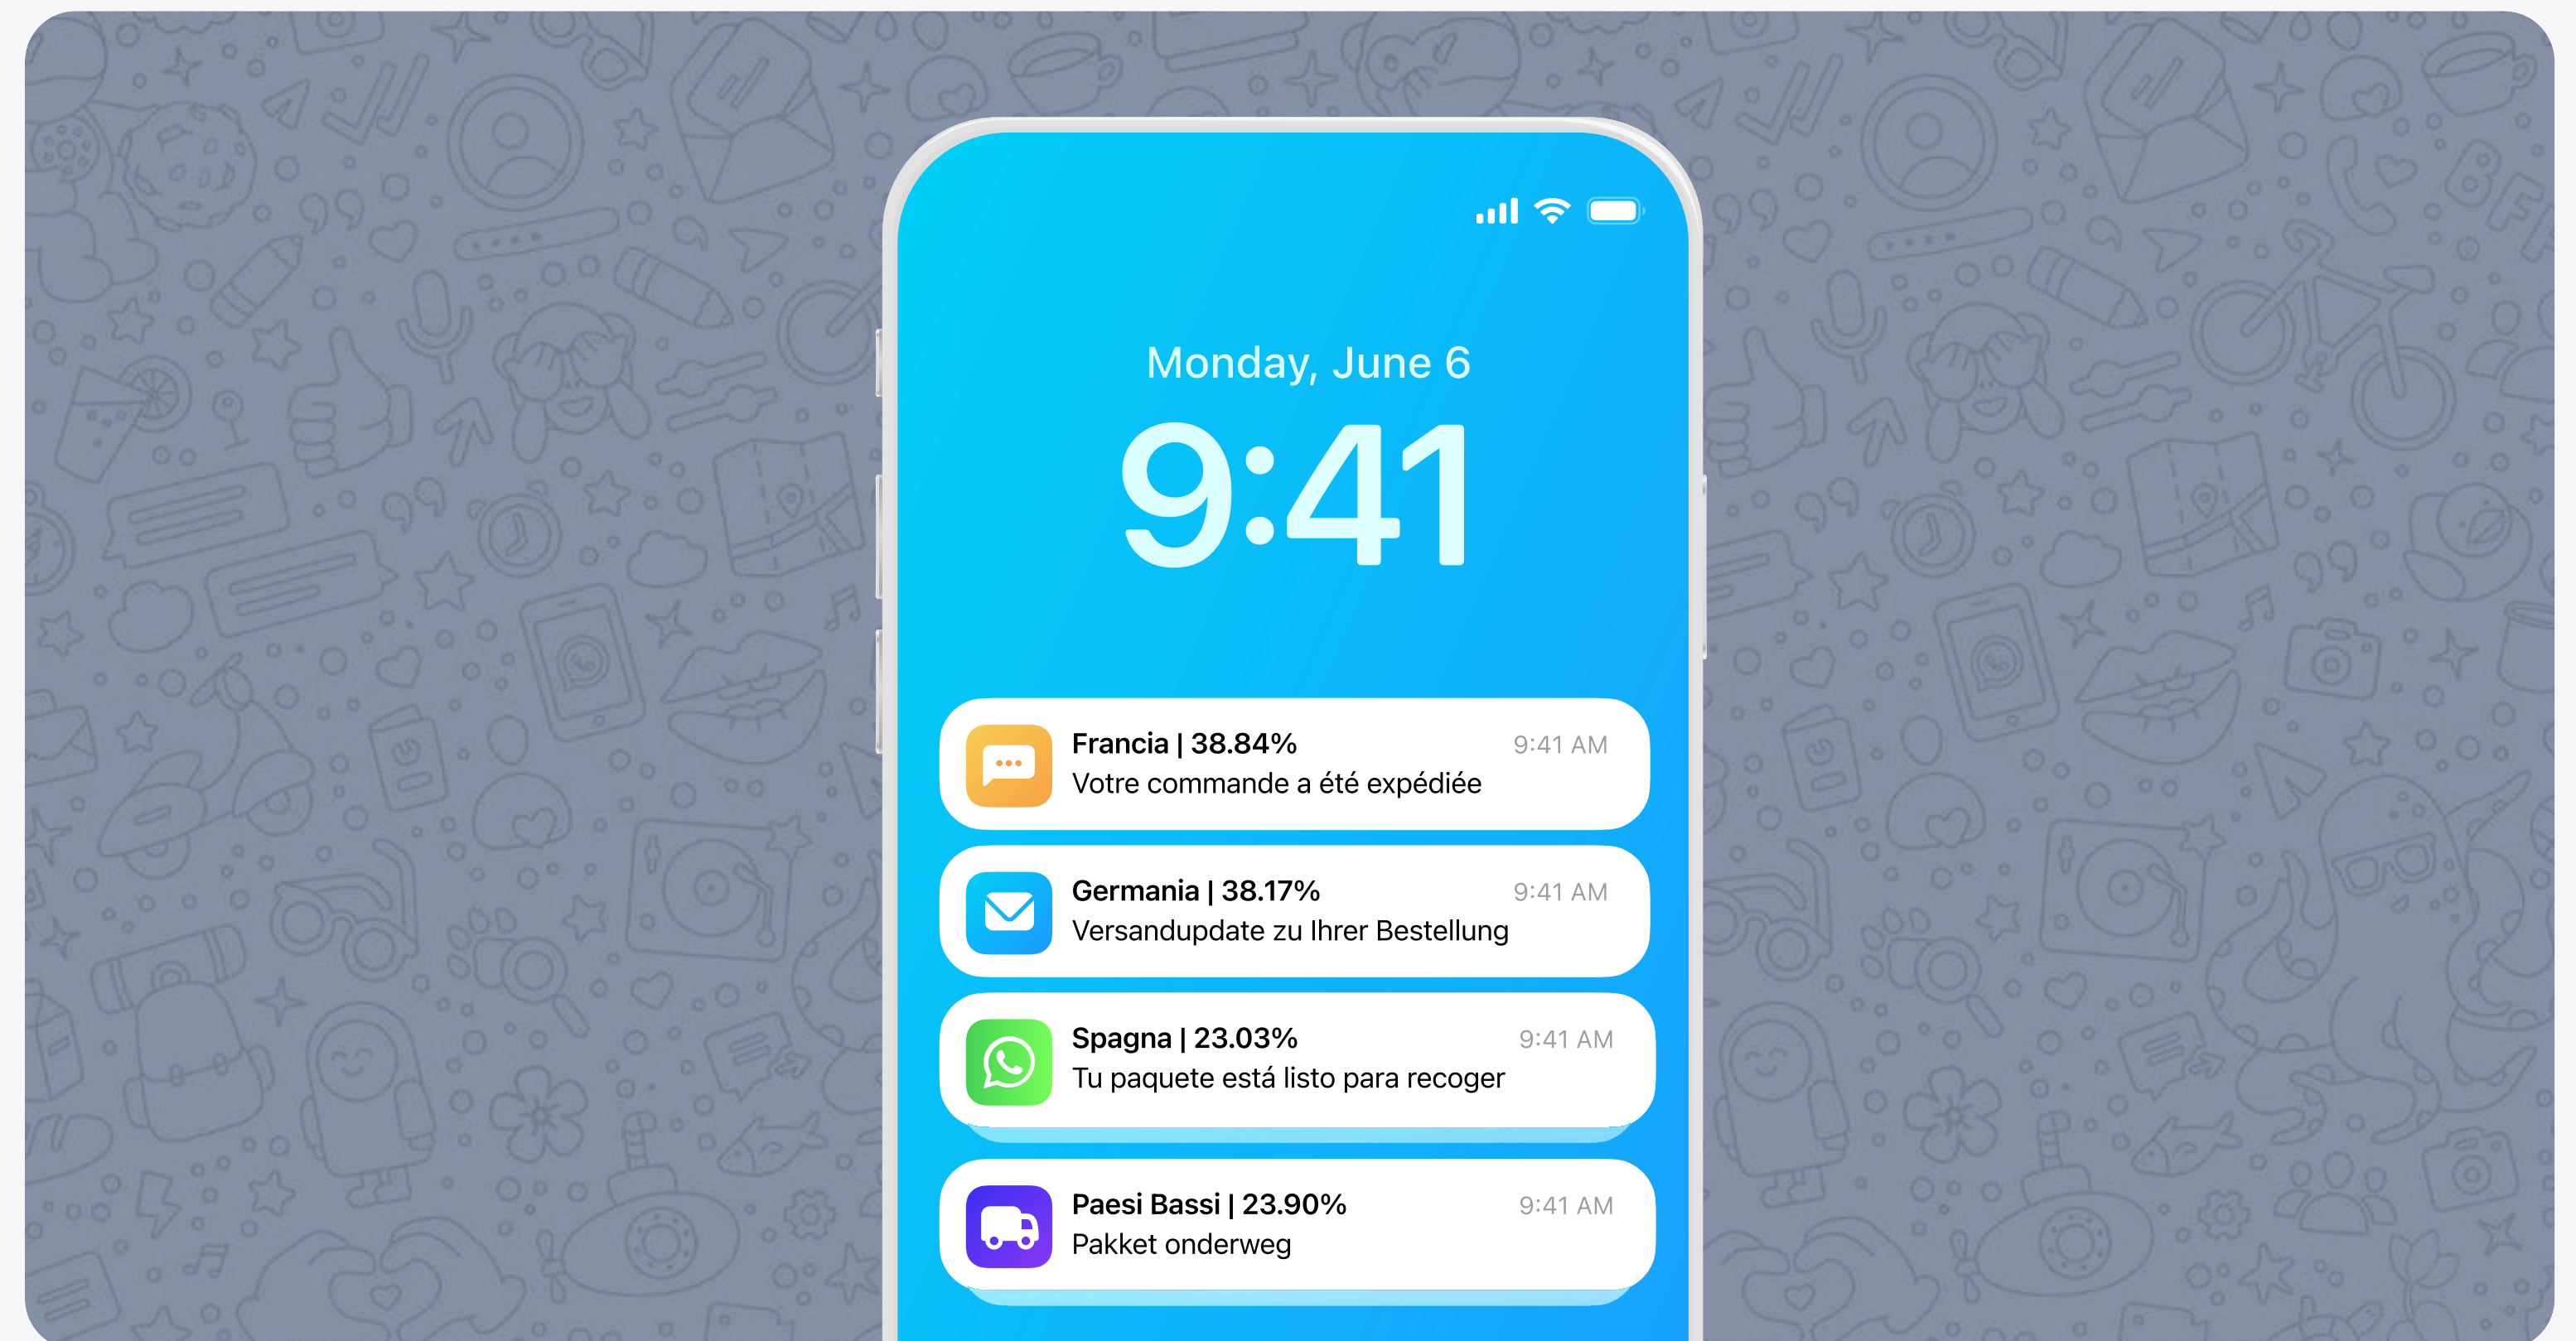 Monday, June 6
9:41
Francia | 38.84%
9:41 AM
Votre commande a été expédiée
Germania | 38.17%
9:41 AM
Versandupdate zu Ihrer Bestellung
Spagna | 23.03%
9:41 AM
Tu paquete está listo para recoger
Paesi Bassi | 23.90%
9:41 AM
Pakket onderweg